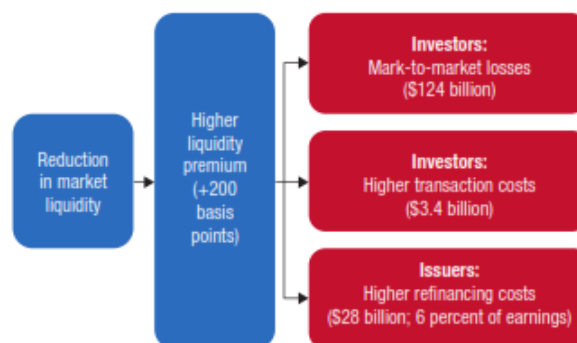 Reduction
in market
liquidity
Higher
liquidity
premium
(+200
basis
points)
Investors:
Mark-to-market losses
($124 billion)
Investors:
Higher transaction costs
($3.4 billion)
Issuers:
Higher refinancing costs
($28 billion; 6 percent of earnings)